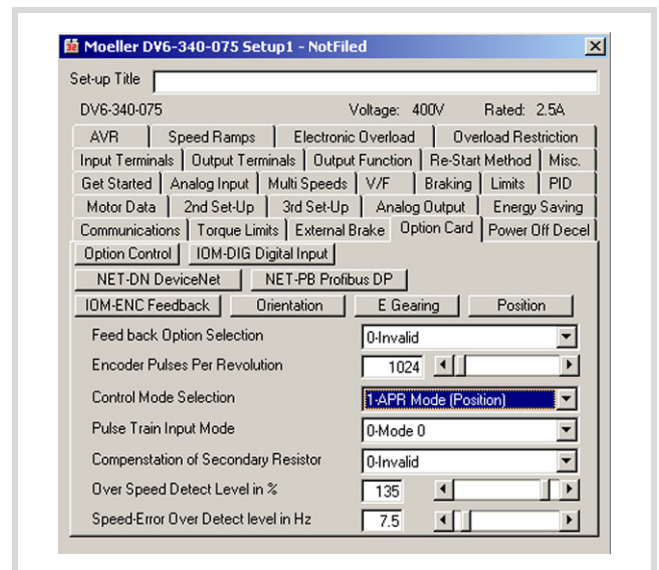 Moeller DV6-340-075 Setup1 - NotFiled
Set-up Title
DV6-340-075 Voltage: 400V Rated: 2.5A
AVR Speed Ramps Electronic Overload Overload Restriction
Input Terminals Output Terminals Output Function Re-Start Method Misc.
Get Started Analog Input Multi Speeds V/F Braking Limits PID
Motor Data 2nd Set-Up 3rd Set-Up Analog Output Energy Saving
Communications Torque Limits External Brake Option Card Power Off Decel
Option Control IOM-DIG Digital Input
NET-DN DeviceNet NET-PB Profibus DP
IOM-ENC Feedback Orientation E Gearing Position
Feed back Option Selection 0-Invalid
Encoder Pulses Per Revolution 1024
Control Mode Selection 1-APR Mode (Position)
Pulse Train Input Mode 0-Mode 0
Compenstation of Secondary Resistor 0-Invalid
Over Speed Detect Level in % 135
Speed-Error Over Detect level in Hz 7.5